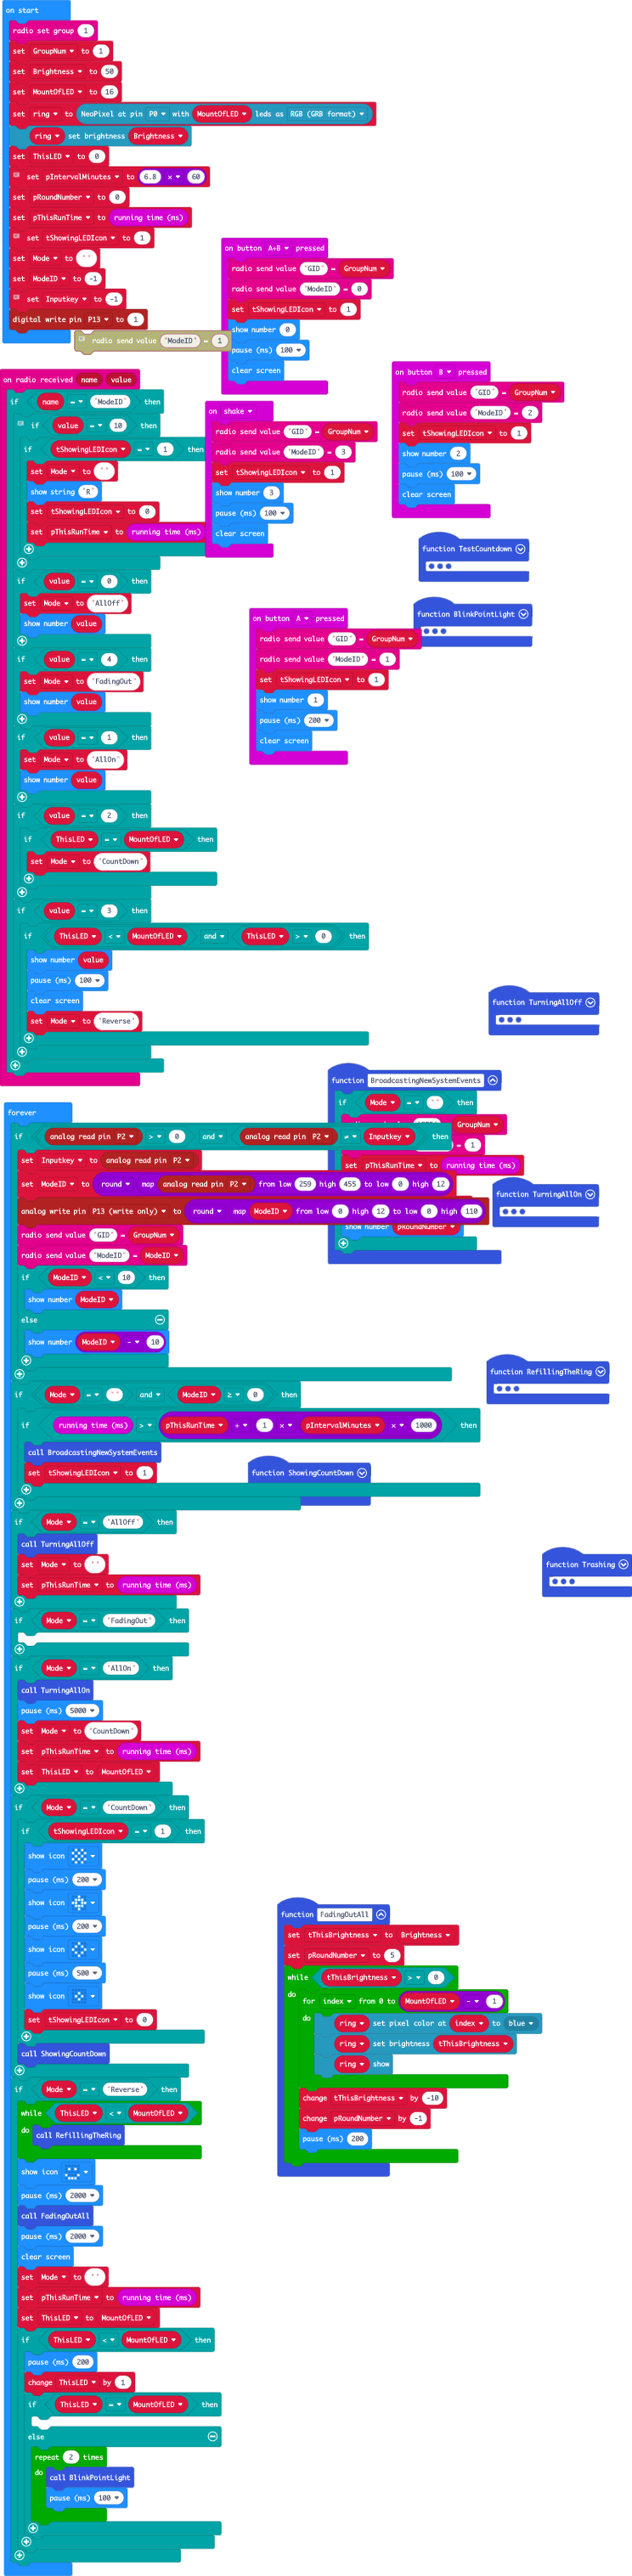 on start
radio set group 1
set GroupNum to 1
set Brightness to 50
set MountOfLED to 16
set ring to NeoPixel at pin P0 with MountOfLED leds as RGB (GRB format)
ring set brightness Brightness
set ThisLED to 0
set pIntervalMinutes to 6.8 × 60
set pRoundNumber to 0
set pThisRunTime to running time (ms)
set tShowingLEDIcon to 1
set Mode to ""
set ModeID to -1
set Inputkey to -1
digital write pin P13 to 1
radio send value "ModeID" = 1
on button A+B pressed
radio send value "GID" = GroupNum
radio send value "ModeID" = 0
set tShowingLEDIcon to 1
show number 0
pause (ms) 100
clear screen
on button B pressed
radio send value "GID" = GroupNum
radio send value "ModeID" = 2
set tShowingLEDIcon to 1
show number 2
pause (ms) 100
clear screen
on shake
radio send value "GID" = GroupNum
radio send value "ModeID" = 3
set tShowingLEDIcon to 1
show number 3
pause (ms) 100
clear screen
on radio received name value
if name = "ModeID" then
if value = 10 then
if tShowingLEDIcon = 1 then
set Mode to ""
show string "R"
set tShowingLEDIcon to 0
set pThisRunTime to running time (ms)
if value = 0 then
set Mode to "AllOff"
show number value
if value = 4 then
set Mode to "FadingOut"
show number value
if value = 1 then
set Mode to "AllOn"
show number value
if value = 2 then
if ThisLED = MountOfLED then
set Mode to "CountDown"
if value = 3 then
if ThisLED < MountOfLED and ThisLED > 0 then
show number value
pause (ms) 100
clear screen
set Mode to "Reverse"
function TestCountdown
function BlinkPointLight
on button A pressed
radio send value "GID" = GroupNum
radio send value "ModeID" = 1
set tShowingLEDIcon to 1
show number 1
pause (ms) 200
clear screen
function TurningAllOff
function BroadcastingNewSystemEvents
if Mode = "" then
GroupNum
= 1
set pThisRunTime to running time (ms)
show number pRoundNumber
function TurningAllOn
forever
if analog read pin P2 > 0 and analog read pin P2 ≠ Inputkey then
set Inputkey to analog read pin P2
set ModeID to round map analog read pin P2 from low 259 high 455 to low 0 high 12
analog write pin P13 (write only) to round map ModeID from low 0 high 12 to low 0 high 110
radio send value "GID" = GroupNum
radio send value "ModeID" = ModeID
if ModeID < 10 then
show number ModeID
else
show number ModeID - 10
if Mode = "" and ModeID ≥ 0 then
if running time (ms) > pThisRunTime + 1 × pIntervalMinutes × 1000 then
call BroadcastingNewSystemEvents
set tShowingLEDIcon to 1
function RefillingTheRing
function ShowingCountDown
function Trashing
if Mode = "AllOff" then
call TurningAllOff
set Mode to ""
set pThisRunTime to running time (ms)
if Mode = "FadingOut" then
if Mode = "AllOn" then
call TurningAllOn
pause (ms) 5000
set Mode to "CountDown"
set pThisRunTime to running time (ms)
set ThisLED to MountOfLED
if Mode = "CountDown" then
if tShowingLEDIcon = 1 then
show icon
pause (ms) 200
show icon
pause (ms) 200
show icon
pause (ms) 500
show icon
set tShowingLEDIcon to 0
call ShowingCountDown
if Mode = "Reverse" then
while ThisLED < MountOfLED
do call RefillingTheRing
show icon
pause (ms) 2000
call FadingOutAll
pause (ms) 2000
clear screen
set Mode to ""
set pThisRunTime to running time (ms)
set ThisLED to MountOfLED
if ThisLED < MountOfLED then
pause (ms) 200
change ThisLED by 1
if ThisLED = MountOfLED then
else
repeat 2 times
do call BlinkPointLight
pause (ms) 100
function FadingOutAll
set tThisBrightness to Brightness
set pRoundNumber to 5
while tThisBrightness > 0
do for index from 0 to MountOfLED - 1
do ring set pixel color at index to blue
ring set brightness tThisBrightness
ring show
change tThisBrightness by -10
change pRoundNumber by -1
pause (ms) 200